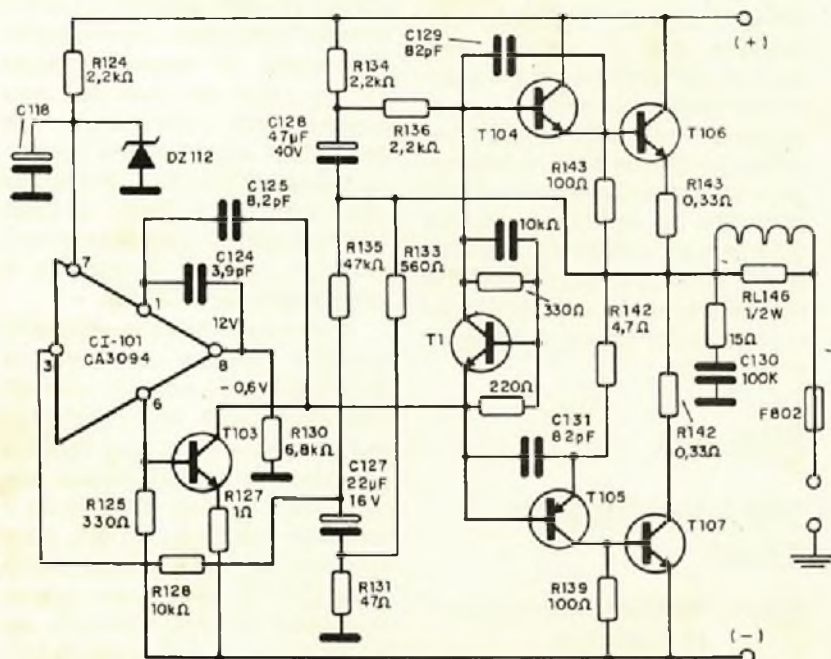 C129
82pF
(+)
R124
2,2kΩ
R134
2,2kΩ
C118
C128
47µF
40V
R136
2,2kΩ
T104
T106
DZ112
C125
8,2pF
R143
100Ω
R143
0,33Ω
10kΩ
C124
3,9pF
R135
47kΩ
R133
560Ω
7
1
12V
330Ω
R142
4,7Ω
RL146
1/2W
CI-101
CA3094
3
8
T1
15Ω
C130
100K
6
-0,6V
220Ω
F802
T103
R130
6,8kΩ
C131
82pF
R142
0,33Ω
C127
22µF
16V
R125
330Ω
R127
1Ω
T105
T107
R128
10kΩ
R131
47Ω
R139
100Ω
(-)